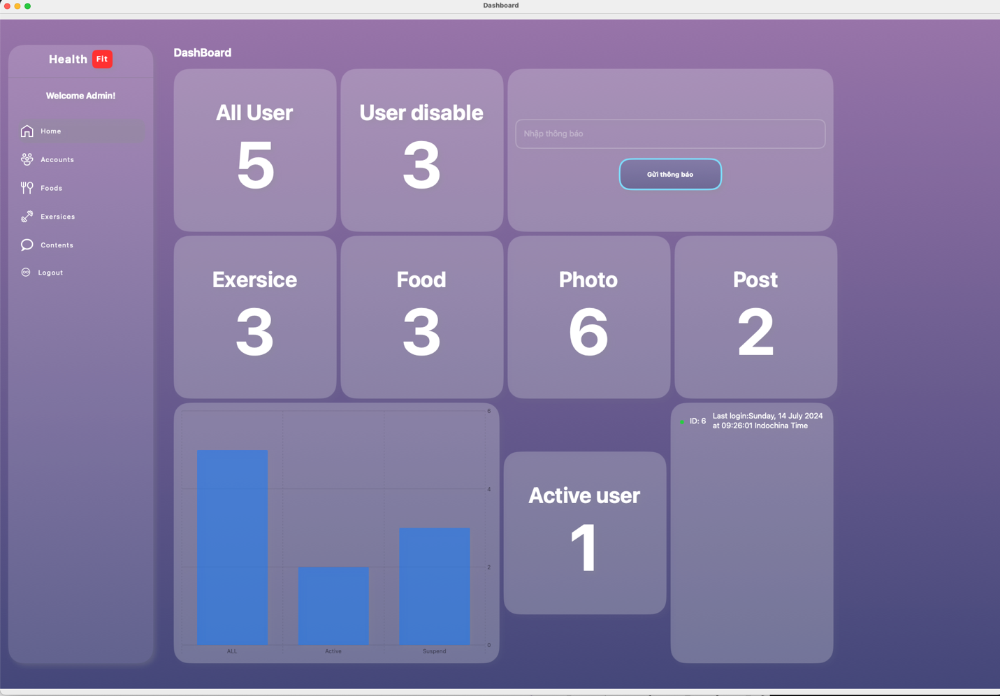 Dashboard
Health Fit
Welcome Admin!
Home
Accounts
Foods
Exersices
Contents
Logout
DashBoard
All User
5
User disable
3
Nhập thông báo
Gửi thông báo
Exersice
3
Food
3
Photo
6
Post
2
6
4
2
0
ALL
Active
Suspend
Active user
1
ID: 6
Last login:Sunday, 14 July 2024
at 09:26:01 Indochina Time